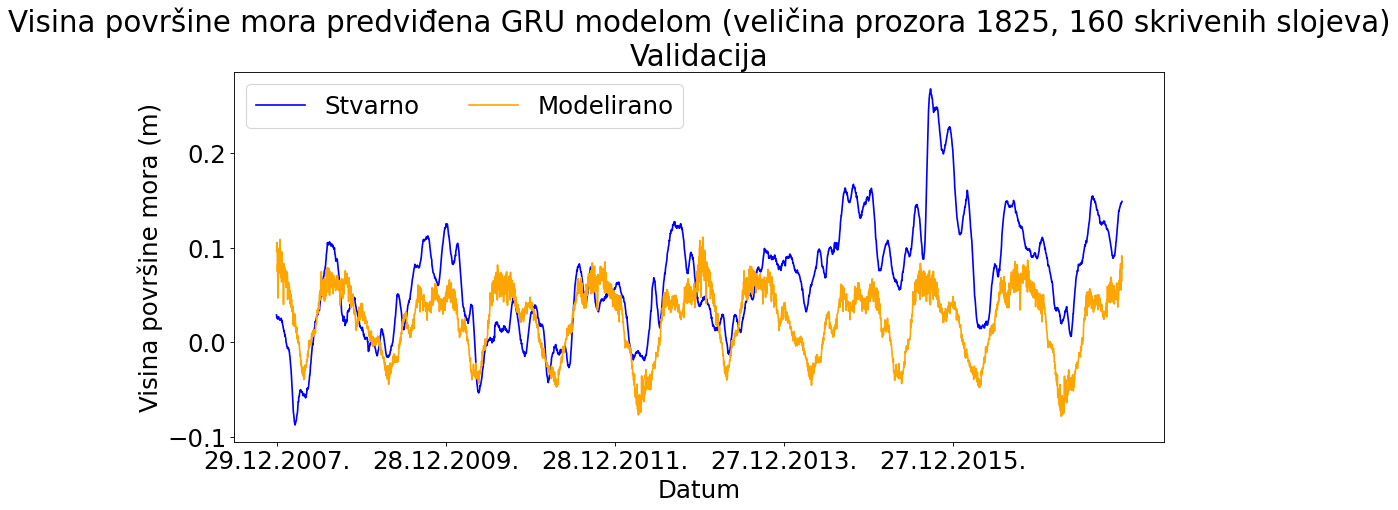 Visina površine mora predviđena GRU modelom (veličina prozora 1825, 160 skrivenih slojeva)
Validacija
Stvarno Modelirano
Visina površine mora (m)
0.2
0.1
0.0
−0.1
29.12.2007. 28.12.2009. 28.12.2011. 27.12.2013. 27.12.2015.
Datum